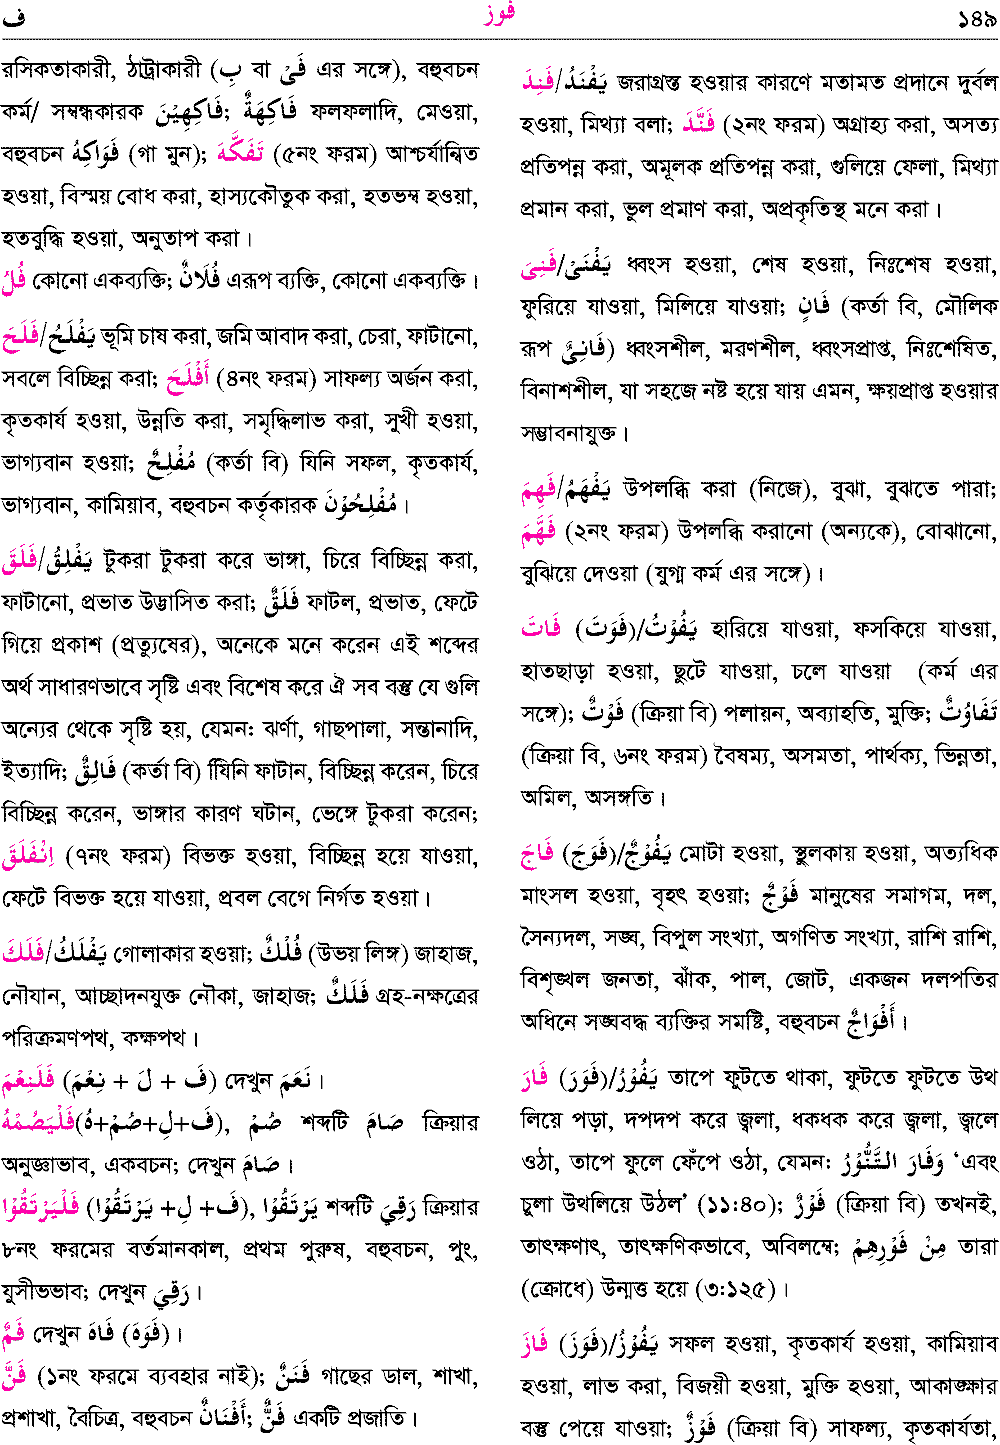 ف فوز ১৪৯
রসিকতাকারী, ঠাট্টাকারী (بِ বা فَىْ এর সঙ্গে), বহুবচন
কর্ম/ সম্বন্ধকারক فَاكِهِيْنَ; فَاكِهَةٌ ফলফলাদি, মেওয়া,
বহুবচন فَوَاكِهُ (গা মুন); تَفَكَّهَ (৫নং ফরম) আশ্চর্যান্বিত
হওয়া, বিস্ময় বোধ করা, হাস্যকৌতুক করা, হতভম্ব হওয়া,
হতবুদ্ধি হওয়া, অনুতাপ করা।
فُلُ কোনো একব্যক্তি; فُلَانٌ এরূপ ব্যক্তি, কোনো একব্যক্তি।
فَلَحَ/يَفْلَحُ ভূমি চাষ করা, জমি আবাদ করা, চেরা, ফাটানো,
সবলে বিচ্ছিন্ন করা; أَفْلَحَ (৪নং ফরম) সাফল্য অর্জন করা,
কৃতকার্য হওয়া, উন্নতি করা, সমৃদ্ধিলাভ করা, সুখী হওয়া,
ভাগ্যবান হওয়া; مُفْلِحٌ (কর্তা বি) যিনি সফল, কৃতকার্য,
ভাগ্যবান, কামিয়াব, বহুবচন কর্তৃকারক مُفْلِحُوْنَ।
فَلَقَ/يَفْلِقُ টুকরা টুকরা করে ভাঙ্গা, চিরে বিচ্ছিন্ন করা,
ফাটানো, প্রভাত উদ্ভাসিত করা; فَلَقٌ ফাটল, প্রভাত, ফেটে
গিয়ে প্রকাশ (প্রত্যুষের), অনেকে মনে করেন এই শব্দের
অর্থ সাধারণভাবে সৃষ্টি এবং বিশেষ করে ঐ সব বস্তু যে গুলি
অন্যের থেকে সৃষ্টি হয়, যেমন: ঝর্ণা, গাছপালা, সন্তানাদি,
ইত্যাদি; فَالِقٌ (কর্তা বি) যিিনি ফাটান, বিচ্ছিন্ন করেন, চিরে
বিচ্ছিন্ন করেন, ভাঙ্গার কারণ ঘটান, ভেঙ্গে টুকরা করেন;
اِنْفَلَقَ (৭নং ফরম) বিভক্ত হওয়া, বিচ্ছিন্ন হয়ে যাওয়া,
ফেটে বিভক্ত হয়ে যাওয়া, প্রবল বেগে নির্গত হওয়া।
فَلَكَ/يَفْلَكُ গোলাকার হওয়া; فُلْكٌ (উভয় লিঙ্গ) জাহাজ,
নৌযান, আচ্ছাদনযুক্ত নৌকা, জাহাজ; فَلَكٌ গ্রহ-নক্ষত্রের
পরিক্রমণপথ, কক্ষপথ।
فَلَنِعْمَ (فَ + لَ + نِعْمَ) দেখুন نَعَمَ।
فَلْيَصُمْهُ(فَ+لِ+صُمْ+هُ), صُمْ শব্দটি صَامَ ক্রিয়ার
অনুজ্ঞাভাব, একবচন; দেখুন صَامَ।
فَلْيَرْتَقُوْا (فَ+ لِ+ يَرْتَقُوْا), يَرْتَقُوْا শব্দটি رَقِيَ ক্রিয়ার
৮নং ফরমের বর্তমানকাল, প্রথম পুরুষ, বহুবচন, পুং,
যুসীভভাব; দেখুন رَقِيَ।
فَمٌ দেখুন فَاهَ (فَوَهَ)।
فَنَّ (১নং ফরমে ব্যবহার নাই); فَنَنٌ গাছের ডাল, শাখা,
প্রশাখা, বৈচিত্র, বহুবচন أَفْنَانٌ; فَنٌّ একটি প্রজাতি।
فَنِدَ/يَفْنَدُ জরাগ্রস্ত হওয়ার কারণে মতামত প্রদানে দুর্বল
হওয়া, মিথ্যা বলা; فَنَّدَ (২নং ফরম) অগ্রাহ্য করা, অসত্য
প্রতিপন্ন করা, অমূলক প্রতিপন্ন করা, গুলিয়ে ফেলা, মিথ্যা
প্রমান করা, ভুল প্রমাণ করা, অপ্রকৃতিস্থ মনে করা।
فَنِىَ/يَفْنَىْ ধ্বংস হওয়া, শেষ হওয়া, নিঃশেষ হওয়া,
ফুরিয়ে যাওয়া, মিলিয়ে যাওয়া; فَانٍ (কর্তা বি, মৌলিক
রূপ فَانِىٌ) ধ্বংসশীল, মরণশীল, ধ্বংসপ্রাপ্ত, নিঃশেষিত,
বিনাশশীল, যা সহজে নষ্ট হয়ে যায় এমন, ক্ষয়প্রাপ্ত হওয়ার
সম্ভাবনাযুক্ত।
فَهِمَ/يَفْهَمُ উপলব্ধি করা (নিজে), বুঝা, বুঝতে পারা;
فَهَّمَ (২নং ফরম) উপলব্ধি করানো (অন্যকে), বোঝানো,
বুঝিয়ে দেওয়া (যুগ্ম কর্ম এর সঙ্গে)।
فَاتَ (فَوَتَ)/يَفُوْتُ হারিয়ে যাওয়া, ফসকিয়ে যাওয়া,
হাতছাড়া হওয়া, ছুটে যাওয়া, চলে যাওয়া (কর্ম এর
সঙ্গে); فَوْتٌ (ক্রিয়া বি) পলায়ন, অব্যাহতি, মুক্তি; تَفَاوُتٌ
(ক্রিয়া বি, ৬নং ফরম) বৈষম্য, অসমতা, পার্থক্য, ভিন্নতা,
অমিল, অসঙ্গতি।
فَاجَ (فَوَجَ)/يَفُوْجٌ মোটা হওয়া, স্থুলকায় হওয়া, অত্যধিক
মাংসল হওয়া, বৃহৎ হওয়া; فَوْجٌ মানুষের সমাগম, দল,
সৈন্যদল, সঙ্ঘ, বিপুল সংখ্যা, অগণিত সংখ্যা, রাশি রাশি,
বিশৃঙ্খল জনতা, ঝাঁক, পাল, জোট, একজন দলপতির
অধিনে সঙ্ঘবদ্ধ ব্যক্তির সমষ্টি, বহুবচন أَفْوَاجٌ।
فَارَ (فَوَرَ)/يَفُوْرُ তাপে ফুটতে থাকা, ফুটতে ফুটতে উথ
লিয়ে পড়া, দপদপ করে জ্বলা, ধকধক করে জ্বলা, জ্বলে
ওঠা, তাপে ফুলে ফেঁপে ওঠা, যেমন: وَفَارَ التَّنُّوْرُ ‘এবং
চুলা উথলিয়ে উঠল’ (১১:৪০); فَوْرٌ (ক্রিয়া বি) তখনই,
তাৎক্ষণাৎ, তাৎক্ষণিকভাবে, অবিলম্বে; مِنْ فَوْرِهِمْ তারা
(ক্রোধে) উন্মত্ত হয়ে (৩:১২৫)।
فَازَ (فَوَزَ)/يَفُوْزُ সফল হওয়া, কৃতকার্য হওয়া, কামিয়াব
হওয়া, লাভ করা, বিজয়ী হওয়া, মুক্তি হওয়া, আকাঙ্ক্ষার
বস্তু পেয়ে যাওয়া; فَوْزٌ (ক্রিয়া বি) সাফল্য, কৃতকার্যতা,